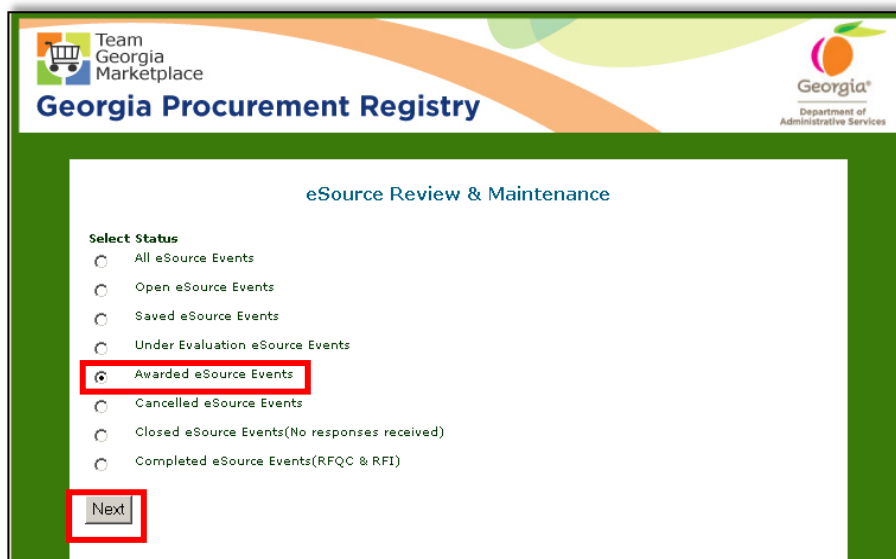 Team
Georgia
Marketplace
Georgia Procurement Registry
Georgia®
Department of
Administrative Services
eSource Review & Maintenance
Select Status
All eSource Events
Open eSource Events
Saved eSource Events
Under Evaluation eSource Events
Awarded eSource Events
Cancelled eSource Events
Closed eSource Events(No responses received)
Completed eSource Events(RFQC & RFI)
Next